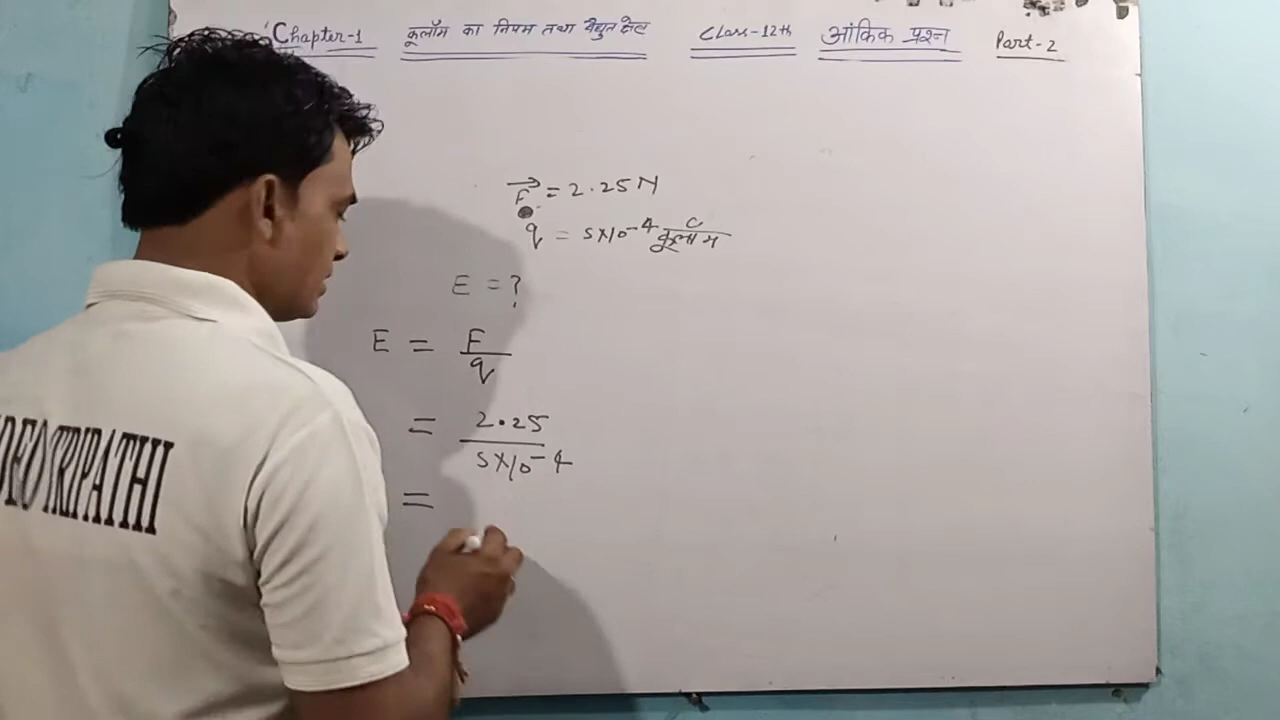 Chapter-1 कूलॉम का नियम तथा वैद्युत क्षेत्र Class-12th आंकिक प्रश्न Part-2
F = 2.25 N
q = 5×10⁻⁴ C कूलाम
E = ?
E = F/q
= 2.25/5×10⁻⁴
=
DEO TRIPATHI